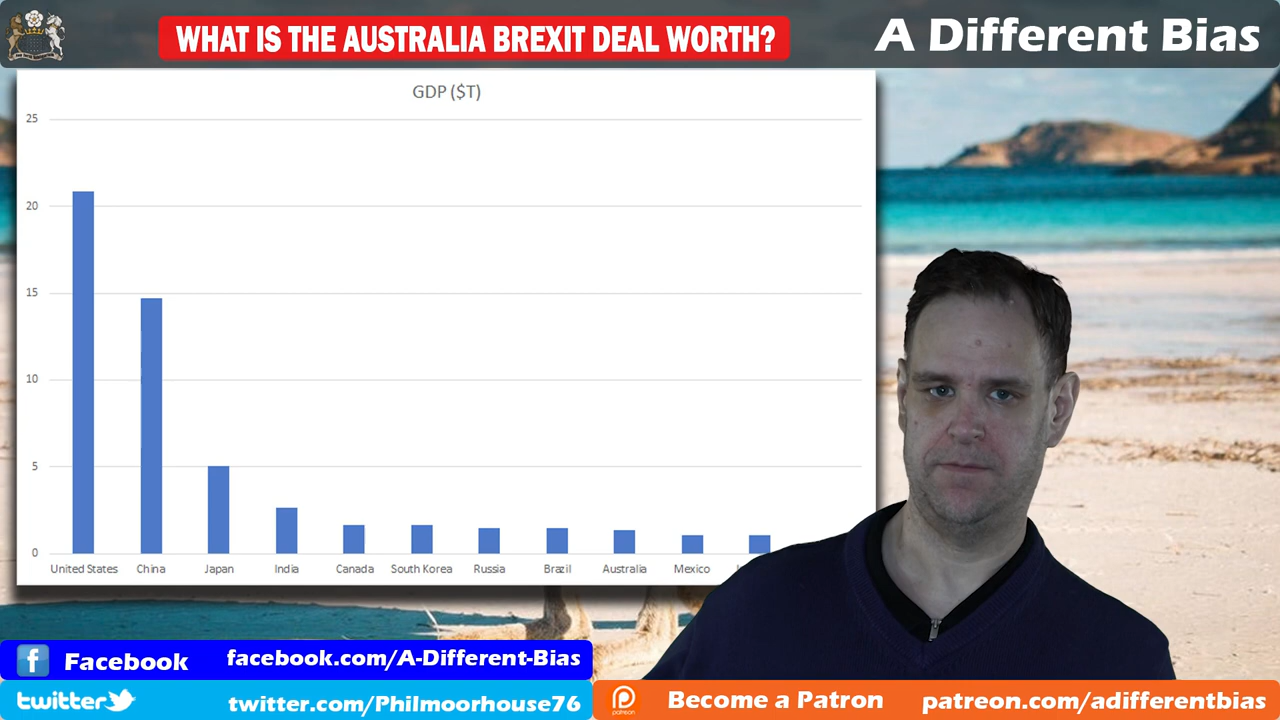 WHAT IS THE AUSTRALIA BREXIT DEAL WORTH?
A Different Bias
GDP ($T)
25
20
15
10
5
0
United States China Japan India Canada South Korea Russia Brazil Australia Mexico
f Facebook facebook.com/A-Different-Bias
twitter twitter.com/Philmoorhouse76
patreon Become a Patron patreon.com/adifferentbias